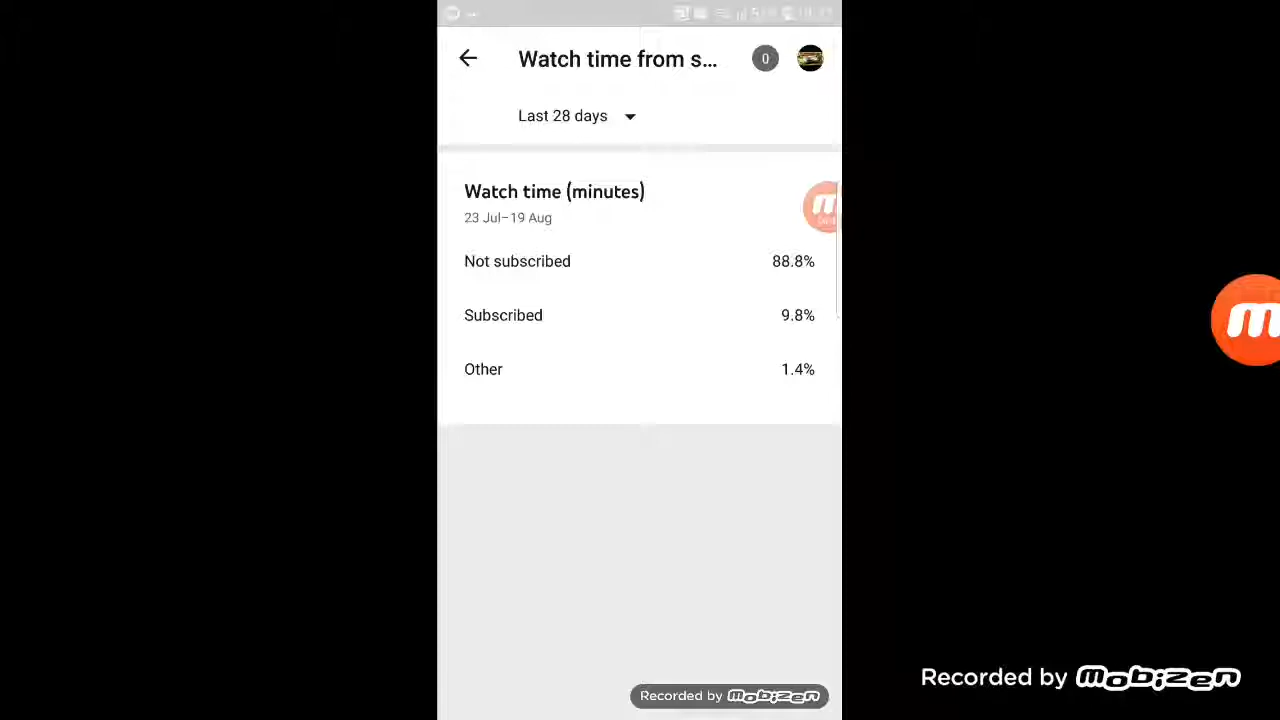 Watch time from s...
0
Last 28 days
Watch time (minutes)
23 Jul–19 Aug
Not subscribed 88.8%
Subscribed 9.8%
Other 1.4%
Recorded by mobizen
Recorded by mobizen